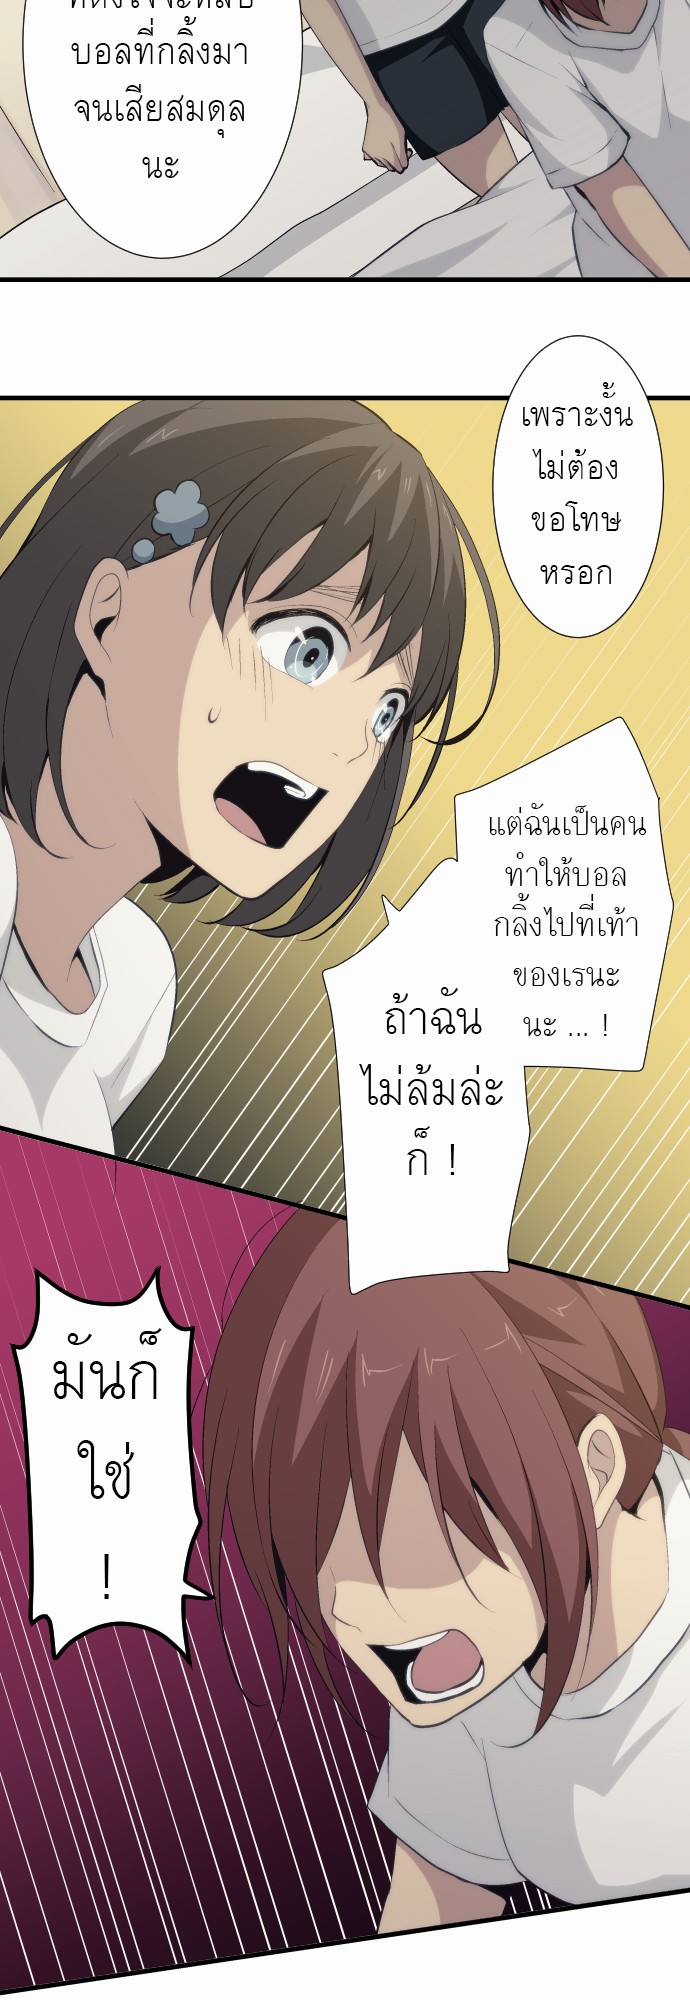 บอลที่กลิ้งมา
จนเสียสมดุล
นะ
เพราะงั้น
ไม่ต้อง
ขอโทษ
หรอก
แต่ฉันเป็นคน
ทำให้บอล
กลิ้งไปที่เท้า
ของเรนะ
นะ ... !
ถ้าฉัน
ไม่ล้มล่ะ
ก็ !
มันก็
ใช่
!